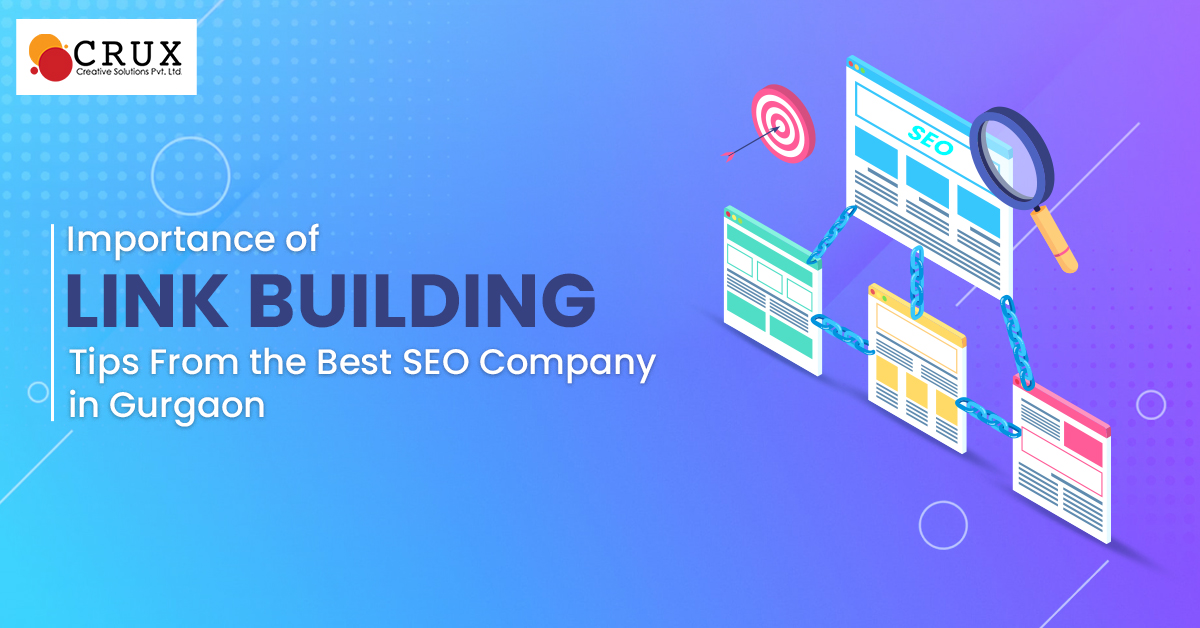 CRUX
Creative Solutions Pvt. Ltd.
Importance of
LINK BUILDING
Tips From the Best SEO Company
in Gurgaon
SEO